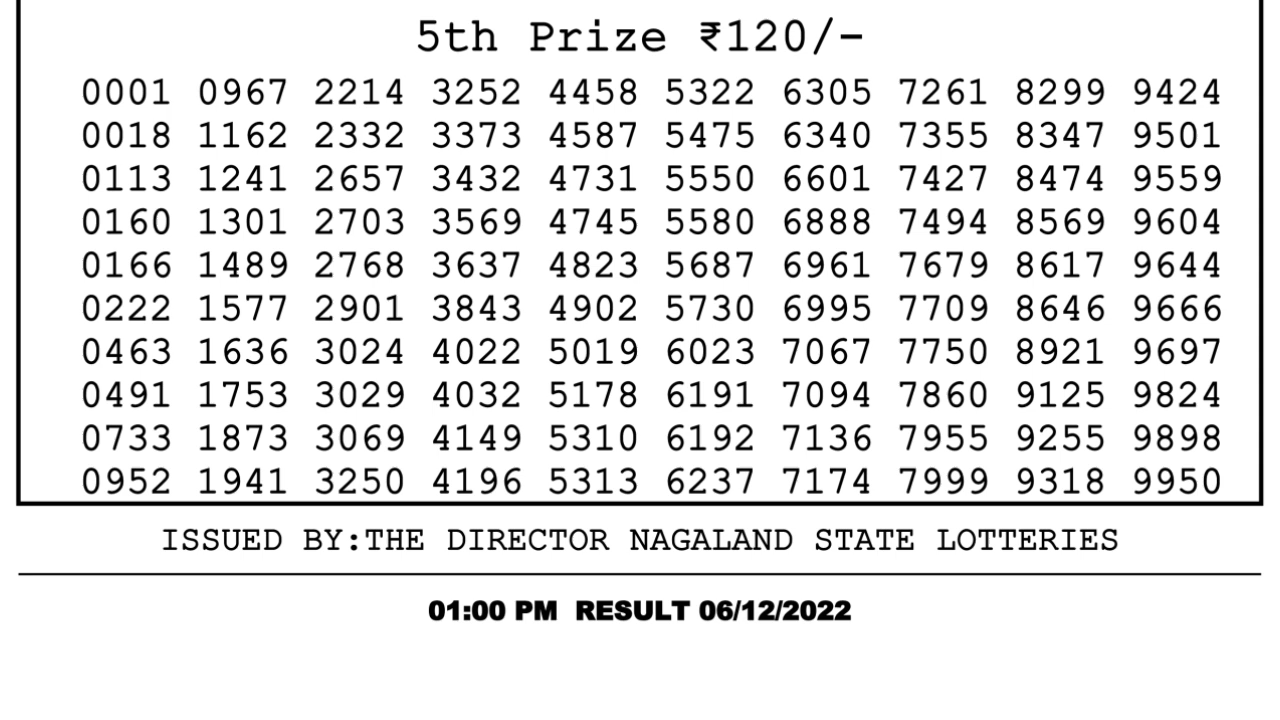 5th Prize ₹120/-
0001 0967 2214 3252 4458 5322 6305 7261 8299 9424
0018 1162 2332 3373 4587 5475 6340 7355 8347 9501
0113 1241 2657 3432 4731 5550 6601 7427 8474 9559
0160 1301 2703 3569 4745 5580 6888 7494 8569 9604
0166 1489 2768 3637 4823 5687 6961 7679 8617 9644
0222 1577 2901 3843 4902 5730 6995 7709 8646 9666
0463 1636 3024 4022 5019 6023 7067 7750 8921 9697
0491 1753 3029 4032 5178 6191 7094 7860 9125 9824
0733 1873 3069 4149 5310 6192 7136 7955 9255 9898
0952 1941 3250 4196 5313 6237 7174 7999 9318 9950
ISSUED BY:THE DIRECTOR NAGALAND STATE LOTTERIES
01:00 PM RESULT 06/12/2022